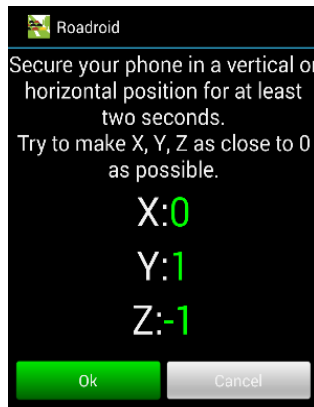 Roadroid
Secure your phone in a vertical or
horizontal position for at least
two seconds.
Try to make X, Y, Z as close to 0
as possible.
X:0
Y:1
Z:-1
Ok
Cancel